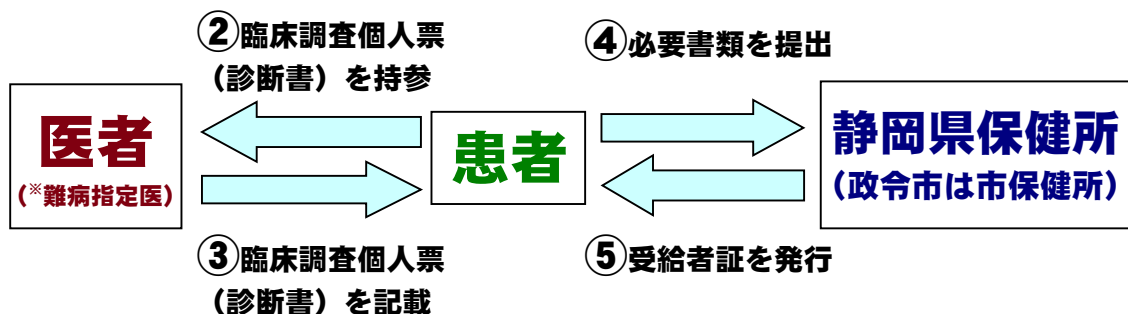 ②臨床調査個人票
(診断書)を持参
④必要書類を提出
医者
(※難病指定医)
患者
静岡県保健所
(政令市は市保健所)
③臨床調査個人票
(診断書)を記載
⑤受給者証を発行